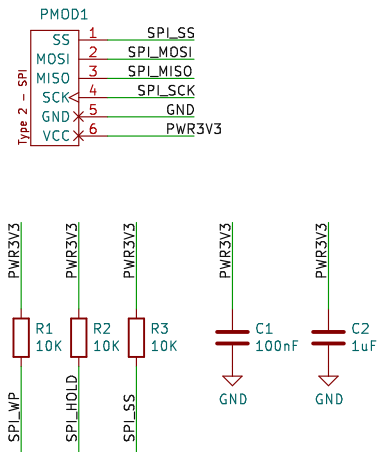 PMOD1
Type 2 - SPI
SS 1 SPI_SS
MOSI 2 SPI_MOSI
MISO 3 SPI_MISO
SCK 4 SPI_SCK
GND 5 GND
VCC 6 PWR3V3
PWR3V3 PWR3V3 PWR3V3 PWR3V3 PWR3V3
R1 R2 R3 C1 C2
10K 10K 10K 100nF 1uF
SPI_WP SPI_HOLD SPI_SS GND GND